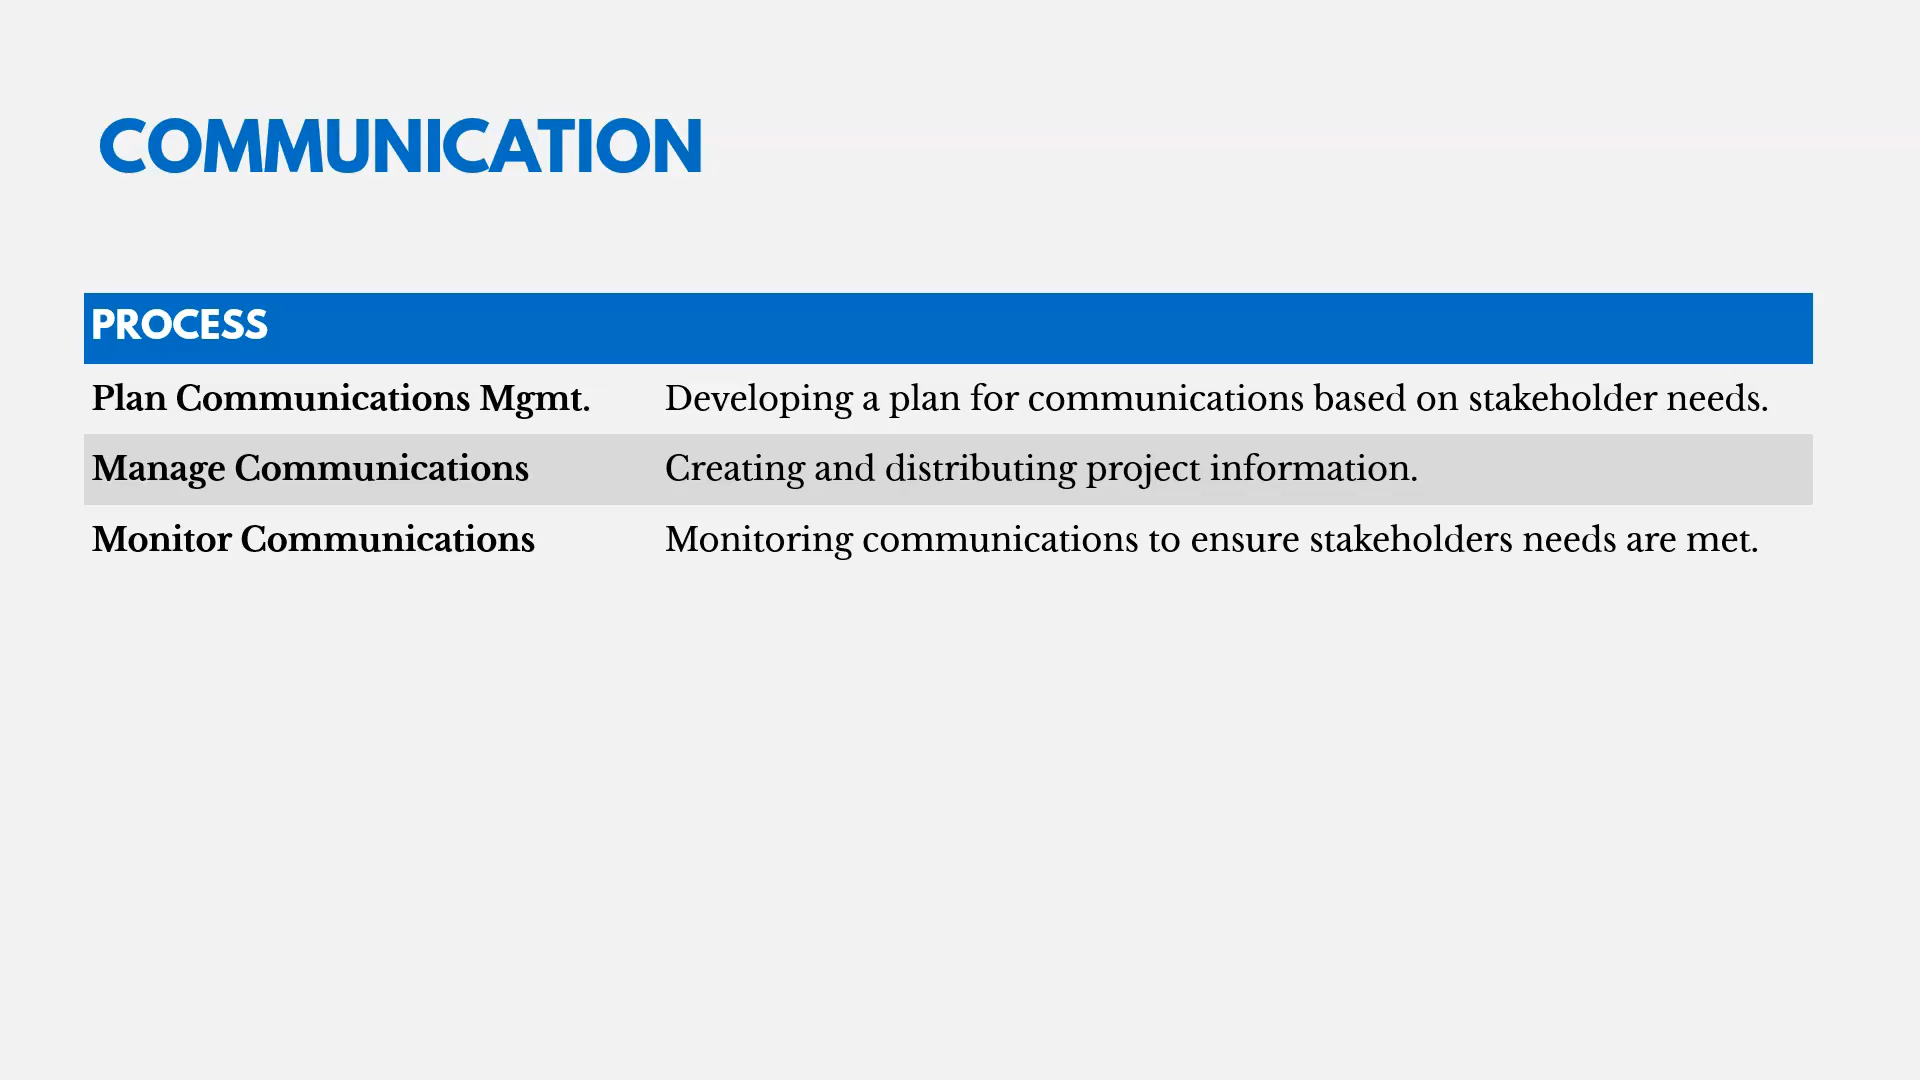 COMMUNICATION
PROCESS
Plan Communications Mgmt. Developing a plan for communications based on stakeholder needs.
Manage Communications Creating and distributing project information.
Monitor Communications Monitoring communications to ensure stakeholders needs are met.